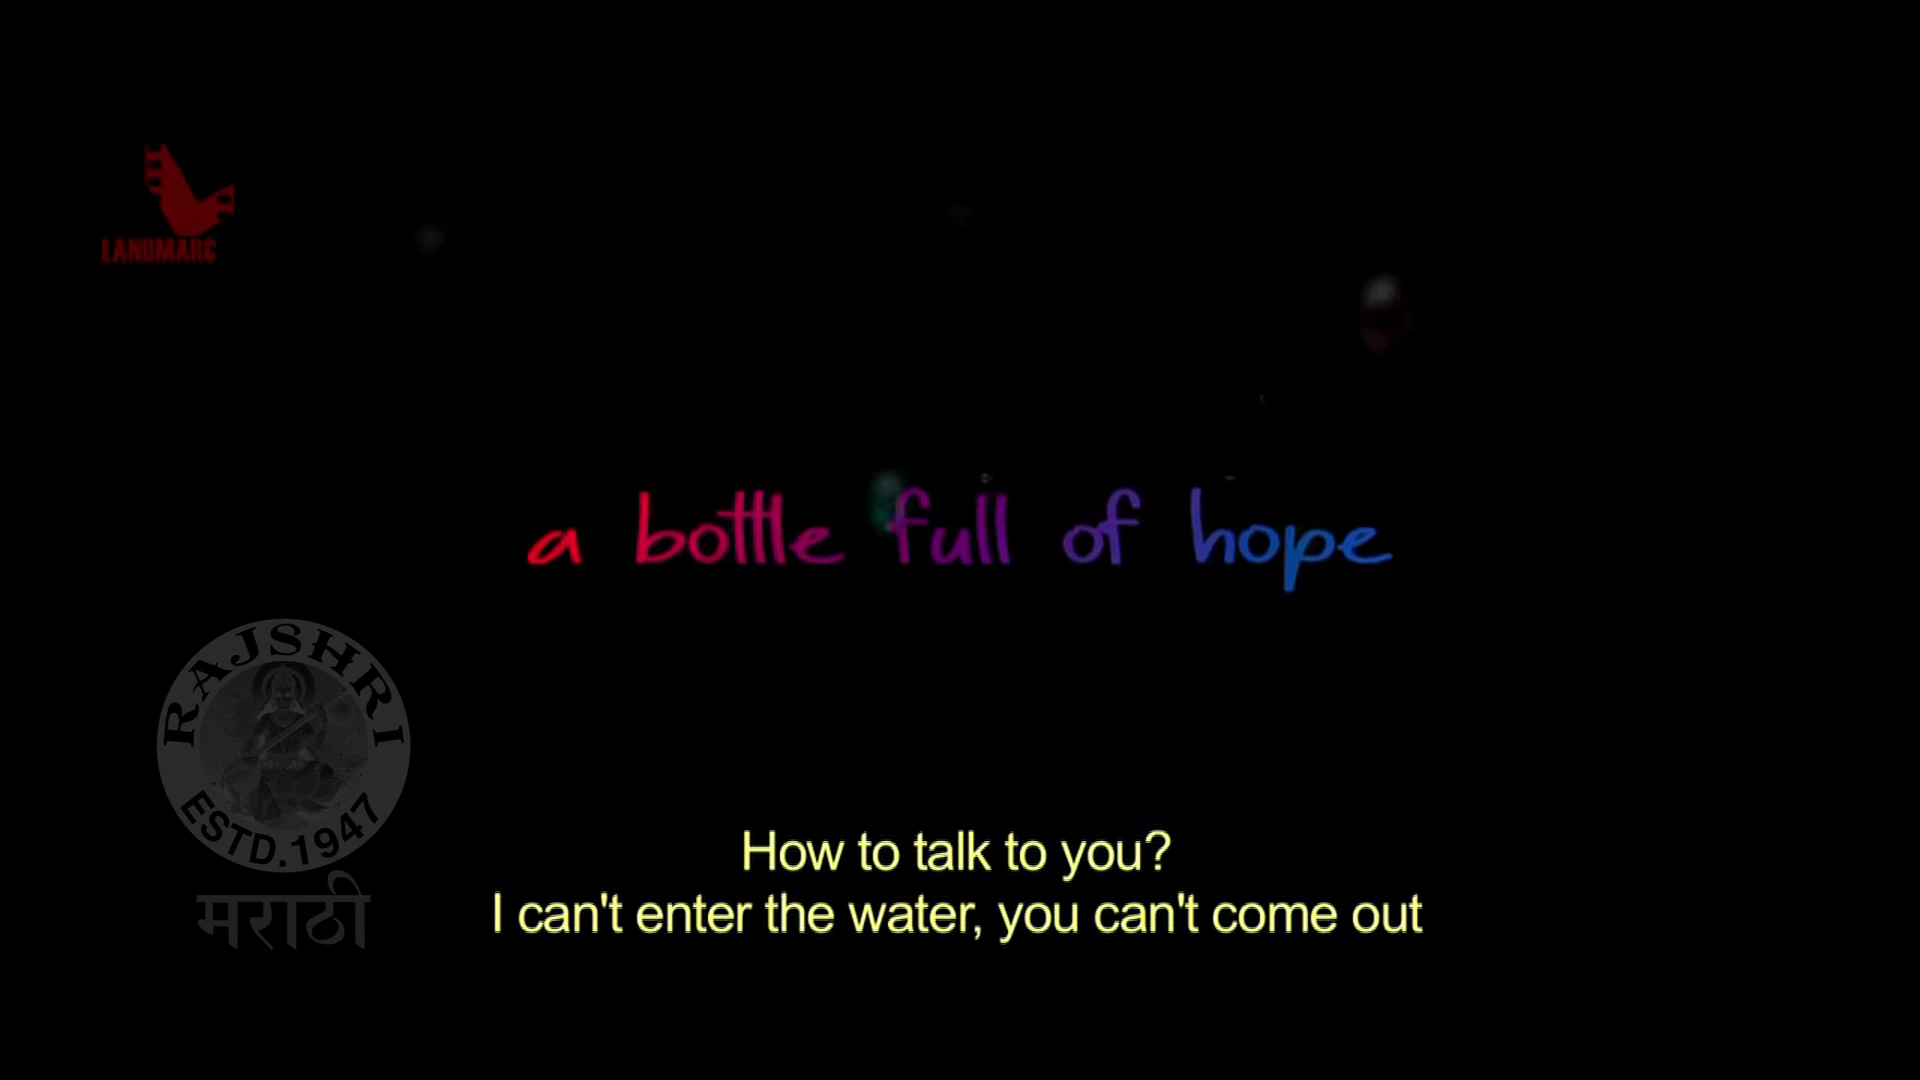 LANDMARC
a bottle full of hope
RAJSHRI
ESTD.1947
मराठी
How to talk to you?
I can't enter the water, you can't come out